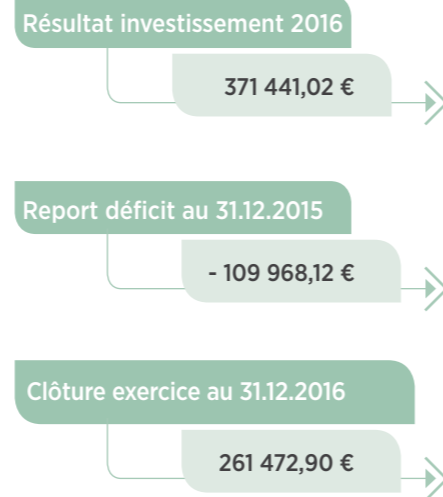 Résultat investissement 2016
371 441,02 €
Report déficit au 31.12.2015
- 109 968,12 €
Clôture exercice au 31.12.2016
261 472,90 €